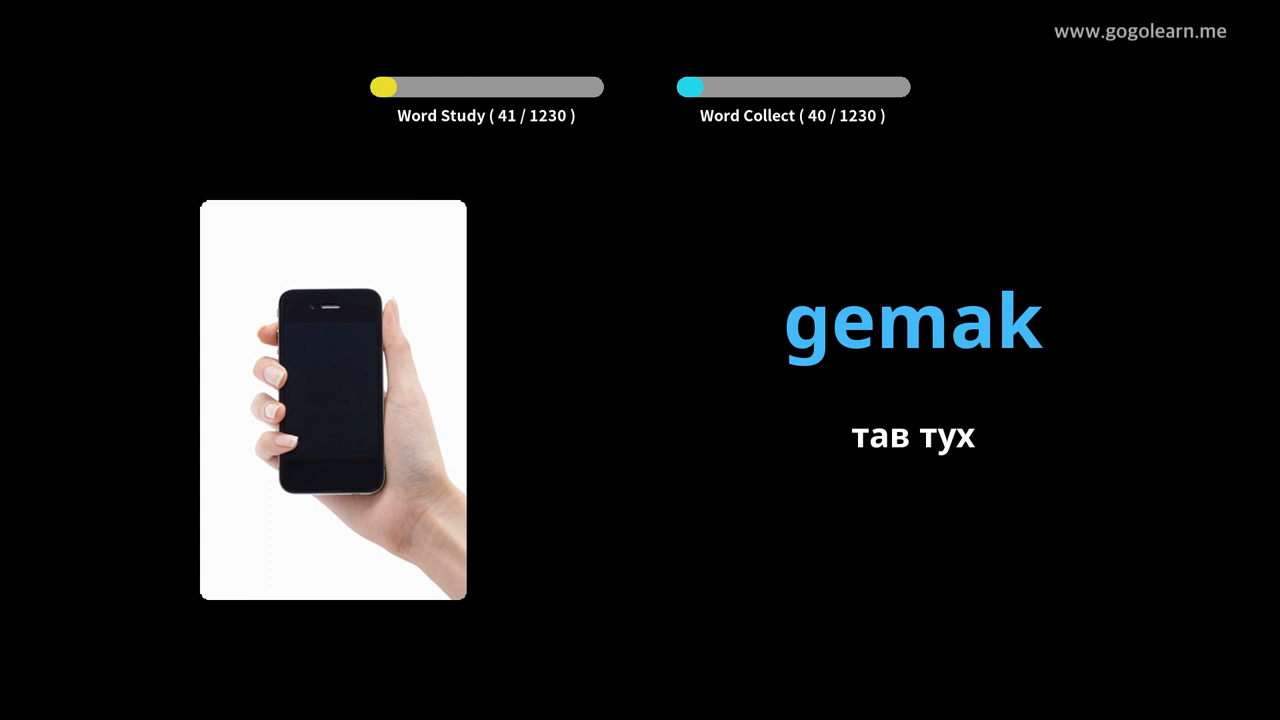 www.gogolearn.me
Word Study ( 41 / 1230 )
Word Collect ( 40 / 1230 )
gemak
тав тух